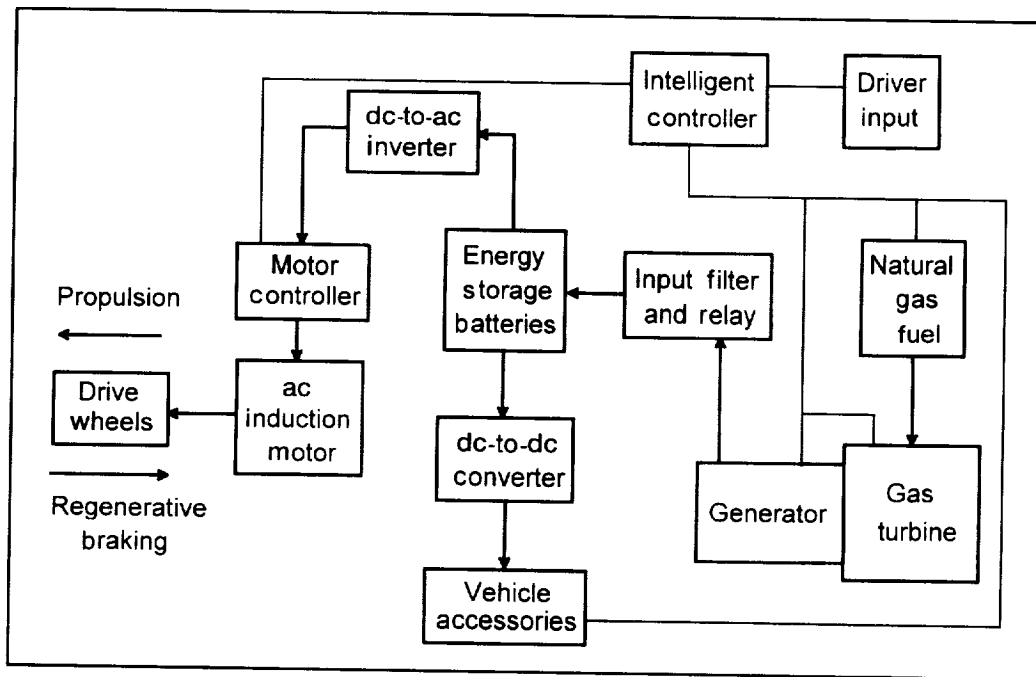 Intelligent
controller
Driver
input
dc-to-ac
inverter
Motor
controller
Energy
storage
batteries
Input filter
and relay
Natural
gas
fuel
Propulsion
Drive
wheels
ac
induction
motor
Regenerative
braking
dc-to-dc
converter
Generator
Gas
turbine
Vehicle
accessories